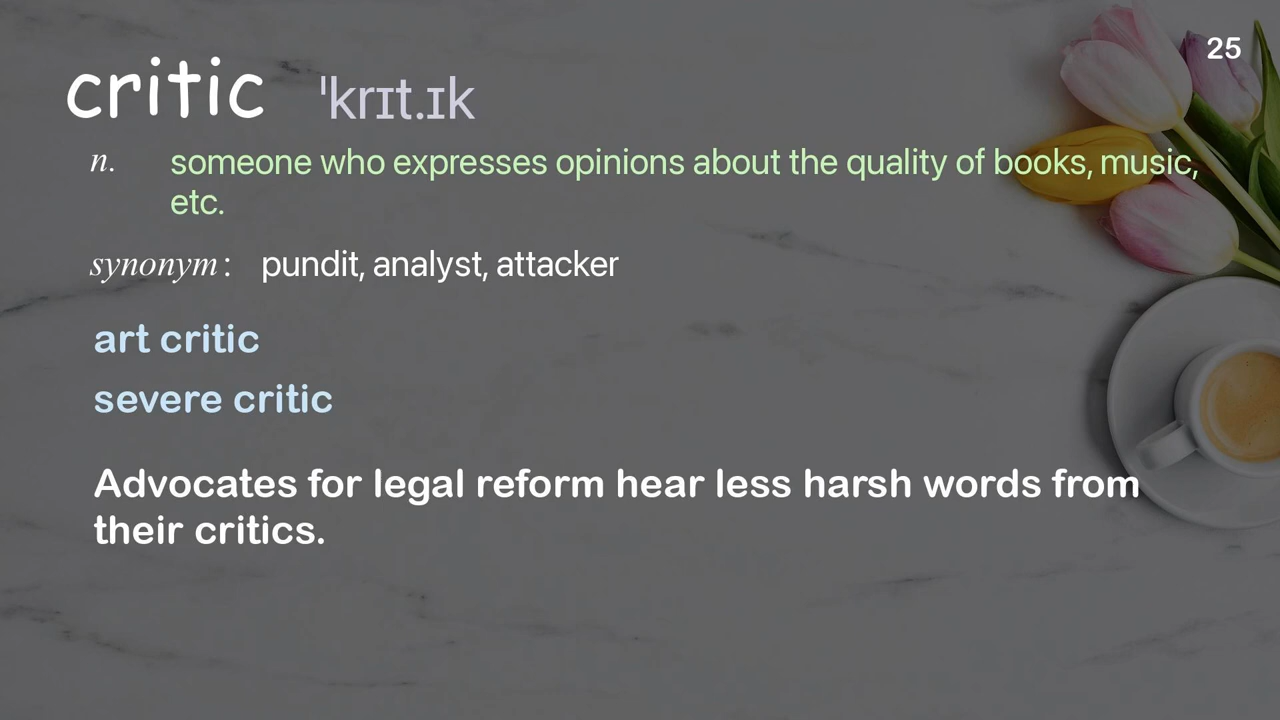 25
critic ˈkrɪt.ɪk
n. someone who expresses opinions about the quality of books, music,
etc.
synonym: pundit, analyst, attacker
art critic
severe critic
Advocates for legal reform hear less harsh words from
their critics.